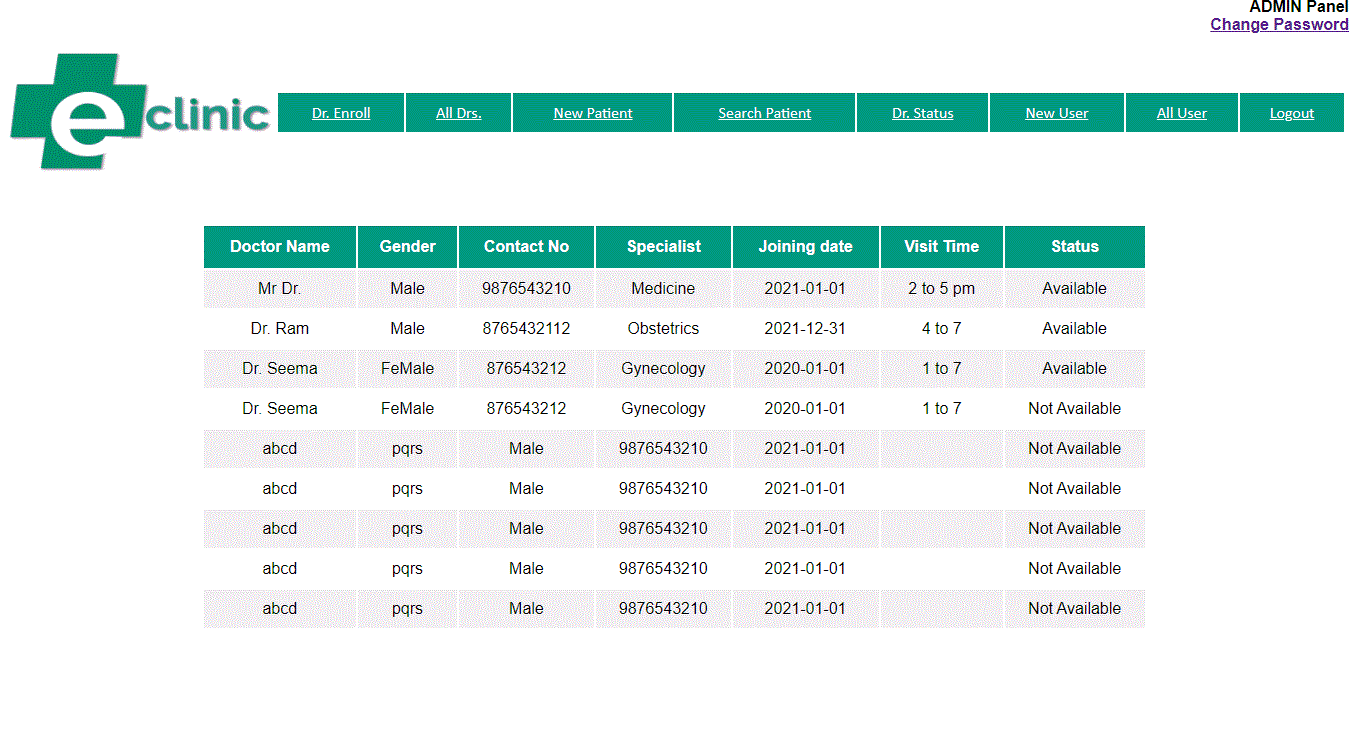 ADMIN Panel
Change Password
e clinic
Dr. Enroll All Drs. New Patient Search Patient Dr. Status New User All User Logout
Doctor Name Gender Contact No Specialist Joining date Visit Time Status
Mr Dr. Male 9876543210 Medicine 2021-01-01 2 to 5 pm Available
Dr. Ram Male 8765432112 Obstetrics 2021-12-31 4 to 7 Available
Dr. Seema FeMale 876543212 Gynecology 2020-01-01 1 to 7 Available
Dr. Seema FeMale 876543212 Gynecology 2020-01-01 1 to 7 Not Available
abcd pqrs Male 9876543210 2021-01-01 Not Available
abcd pqrs Male 9876543210 2021-01-01 Not Available
abcd pqrs Male 9876543210 2021-01-01 Not Available
abcd pqrs Male 9876543210 2021-01-01 Not Available
abcd pqrs Male 9876543210 2021-01-01 Not Available